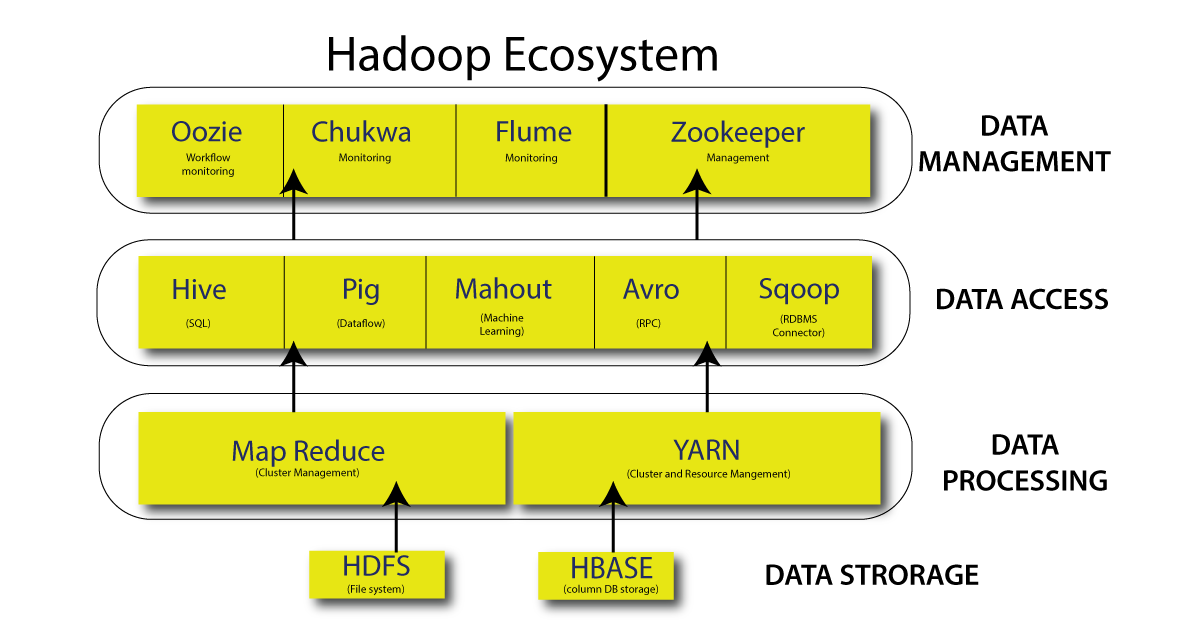 Hadoop Ecosystem
Oozie
Workflow
monitoring
Chukwa
Monitoring
Flume
Monitoring
Zookeeper
Management
DATA
MANAGEMENT
Hive
(SQL)
Pig
(Dataflow)
Mahout
(Machine
Learning)
Avro
(RPC)
Sqoop
(RDBMS
Connector)
DATA ACCESS
Map Reduce
(Cluster Management)
YARN
(Cluster and Resource Mangement)
DATA
PROCESSING
HDFS
(File system)
HBASE
(column DB storage)
DATA STRORAGE